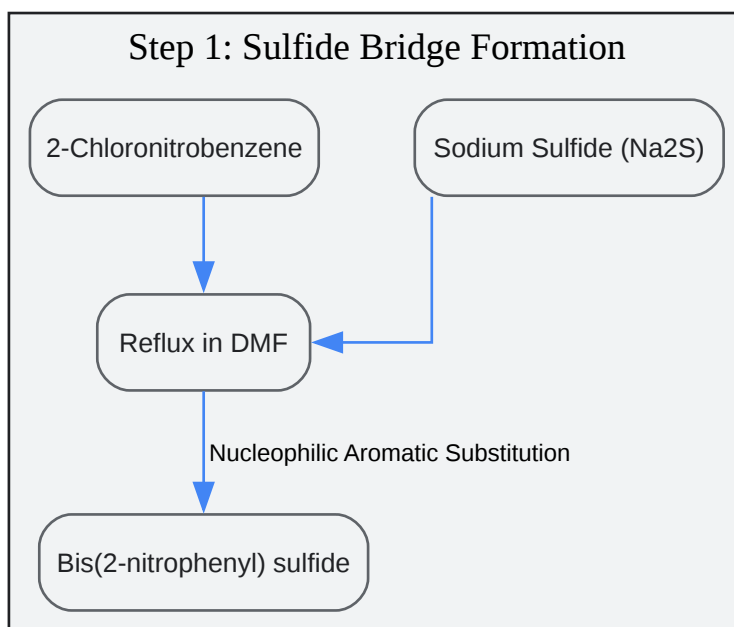 Step 1: Sulfide Bridge Formation
2-Chloronitrobenzene
Sodium Sulfide (Na2S)
Reflux in DMF
Nucleophilic Aromatic Substitution
Bis(2-nitrophenyl) sulfide